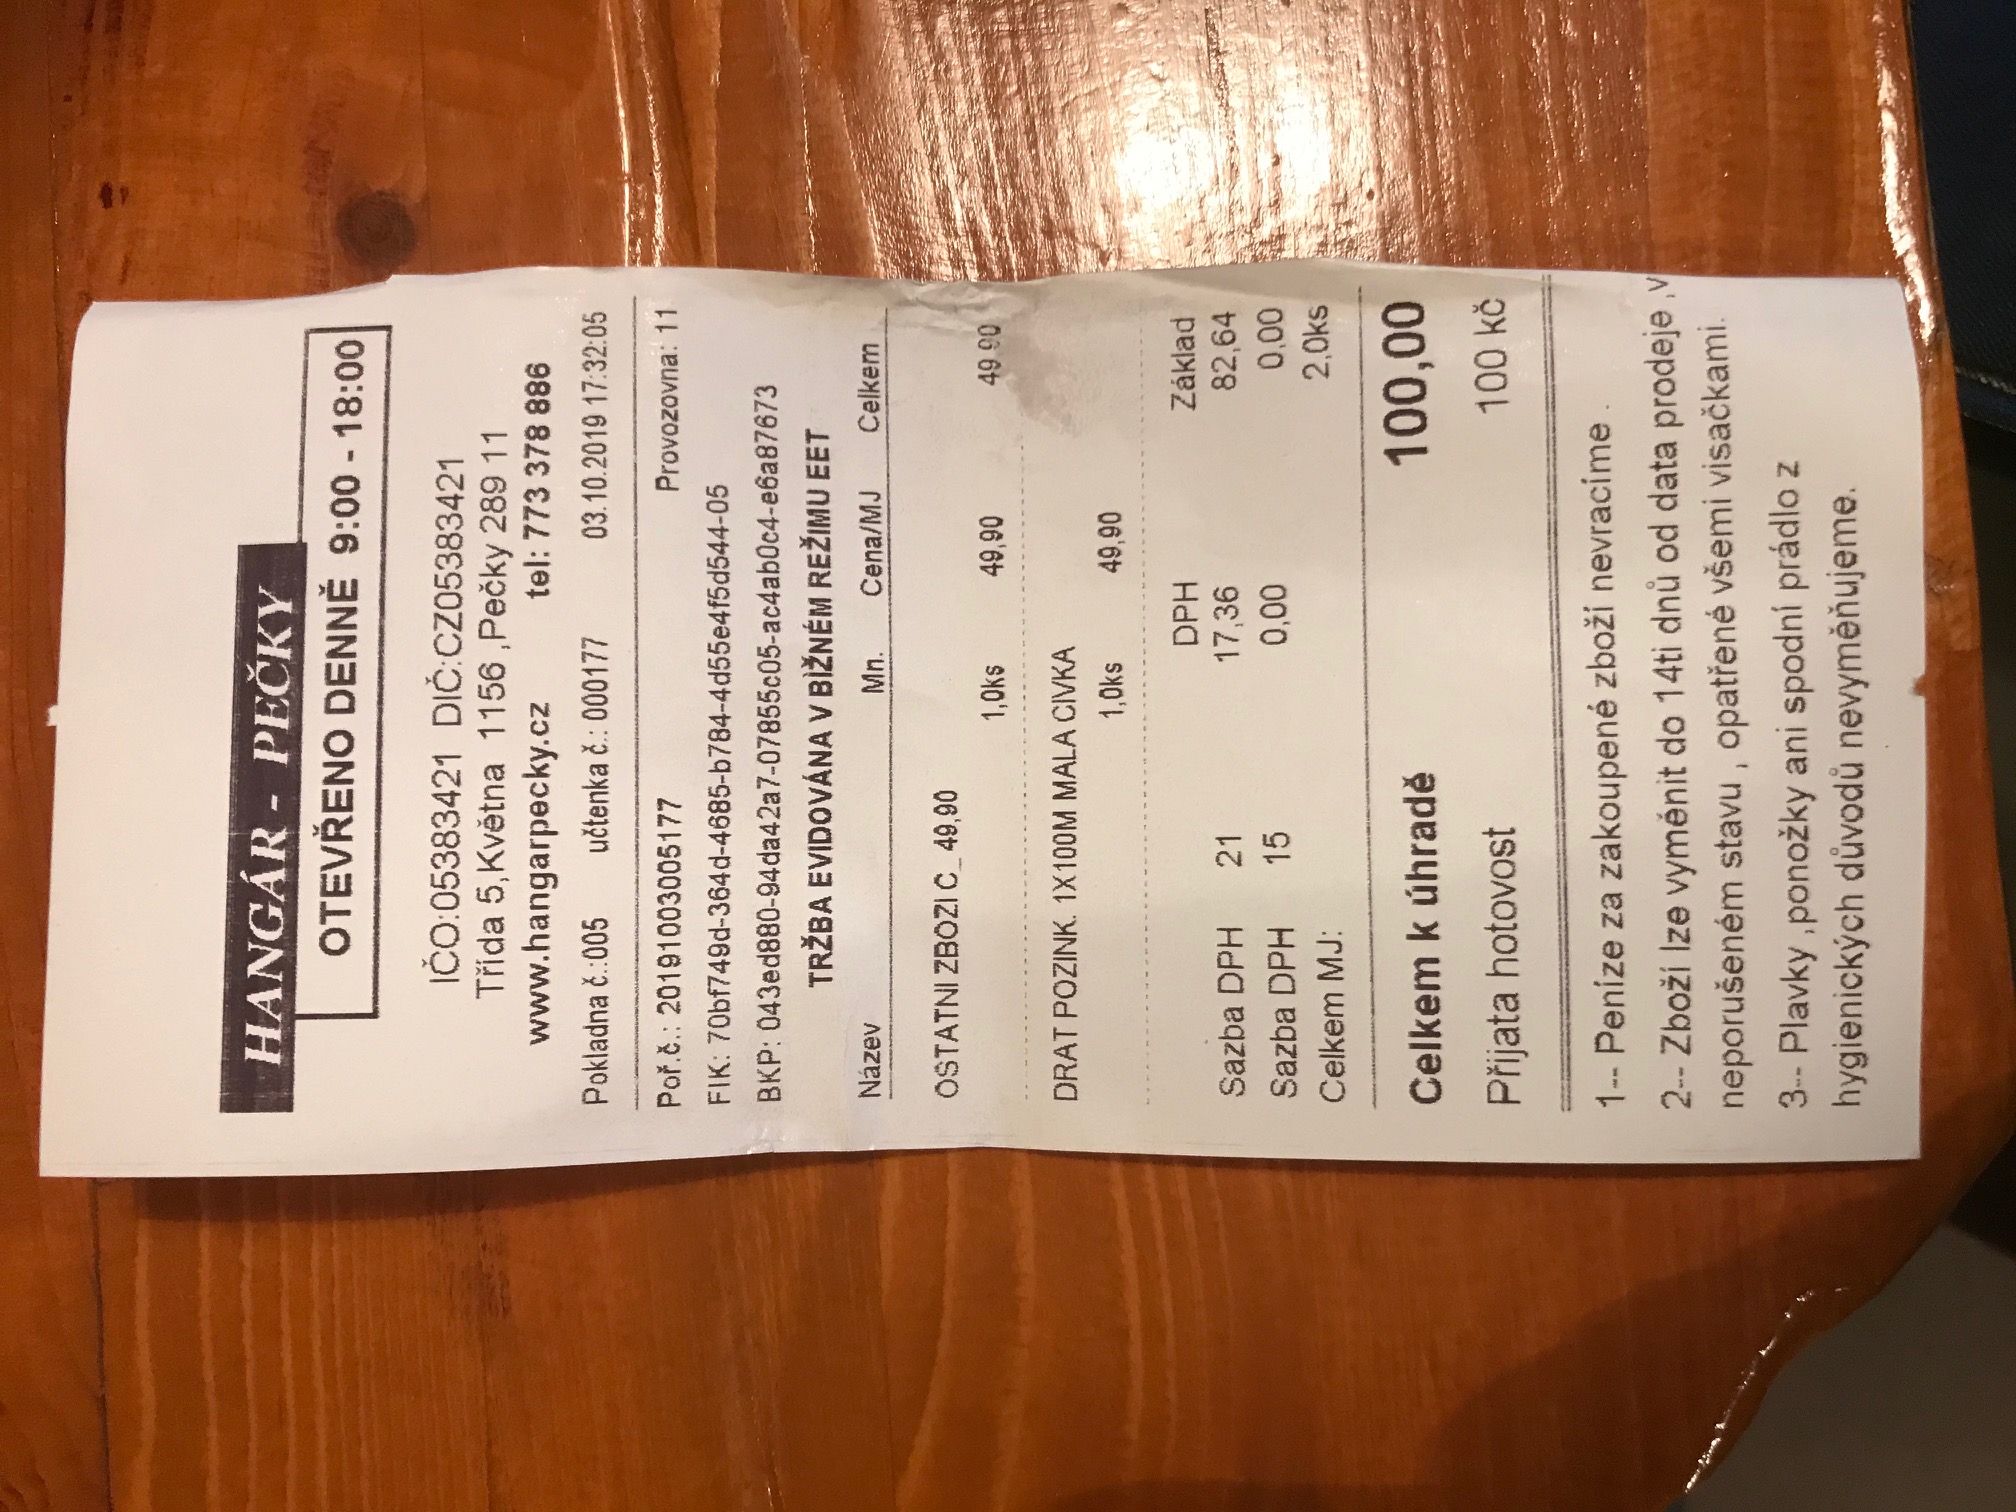 HANGÁR - PEČKY
OTEVŘENO DENNĚ 9:00 - 18:00
IČO:05383421 DIČ:CZ05383421
Třída 5,Května 1156 ,Pečky 289 11
www.hangarpecky.cz tel: 773 378 886
Pokladna č.:005 učtenka č.: 000177 03.10.2019 17:32:05
Poř.č.: 20191003005177 Provozovna: 11
FIK: 70bf749d-364d-4685-b784-4d55e4f5d544-05
BKP: 043ed880-94da42a7-07855c05-ac4ab0c4-e6a87673
TRŽBA EVIDOVÁNA V BĚŽNÉM REŽIMU EET
Název Mn. Cena/MJ Celkem
OSTATNI ZBOZI C_ 49,90
1,0ks 49,90 49,90
DRAT POZINK. 1X100M MALA CIVKA
1,0ks 49,90
DPH Základ
Sazba DPH 21 17,36 82,64
Sazba DPH 15 0,00 0,00
Celkem MJ: 2,0ks
Celkem k úhradě 100,00
Přijata hotovost 100 kč
1-- Peníze za zakoupené zboží nevracíme .
2-- Zboží lze vyměnit do 14ti dnů od data prodeje ,v
neporušeném stavu , opatřené všemi visačkami.
3-- Plavky ,ponožky ani spodní prádlo z
hygienických důvodů nevyměňujeme.